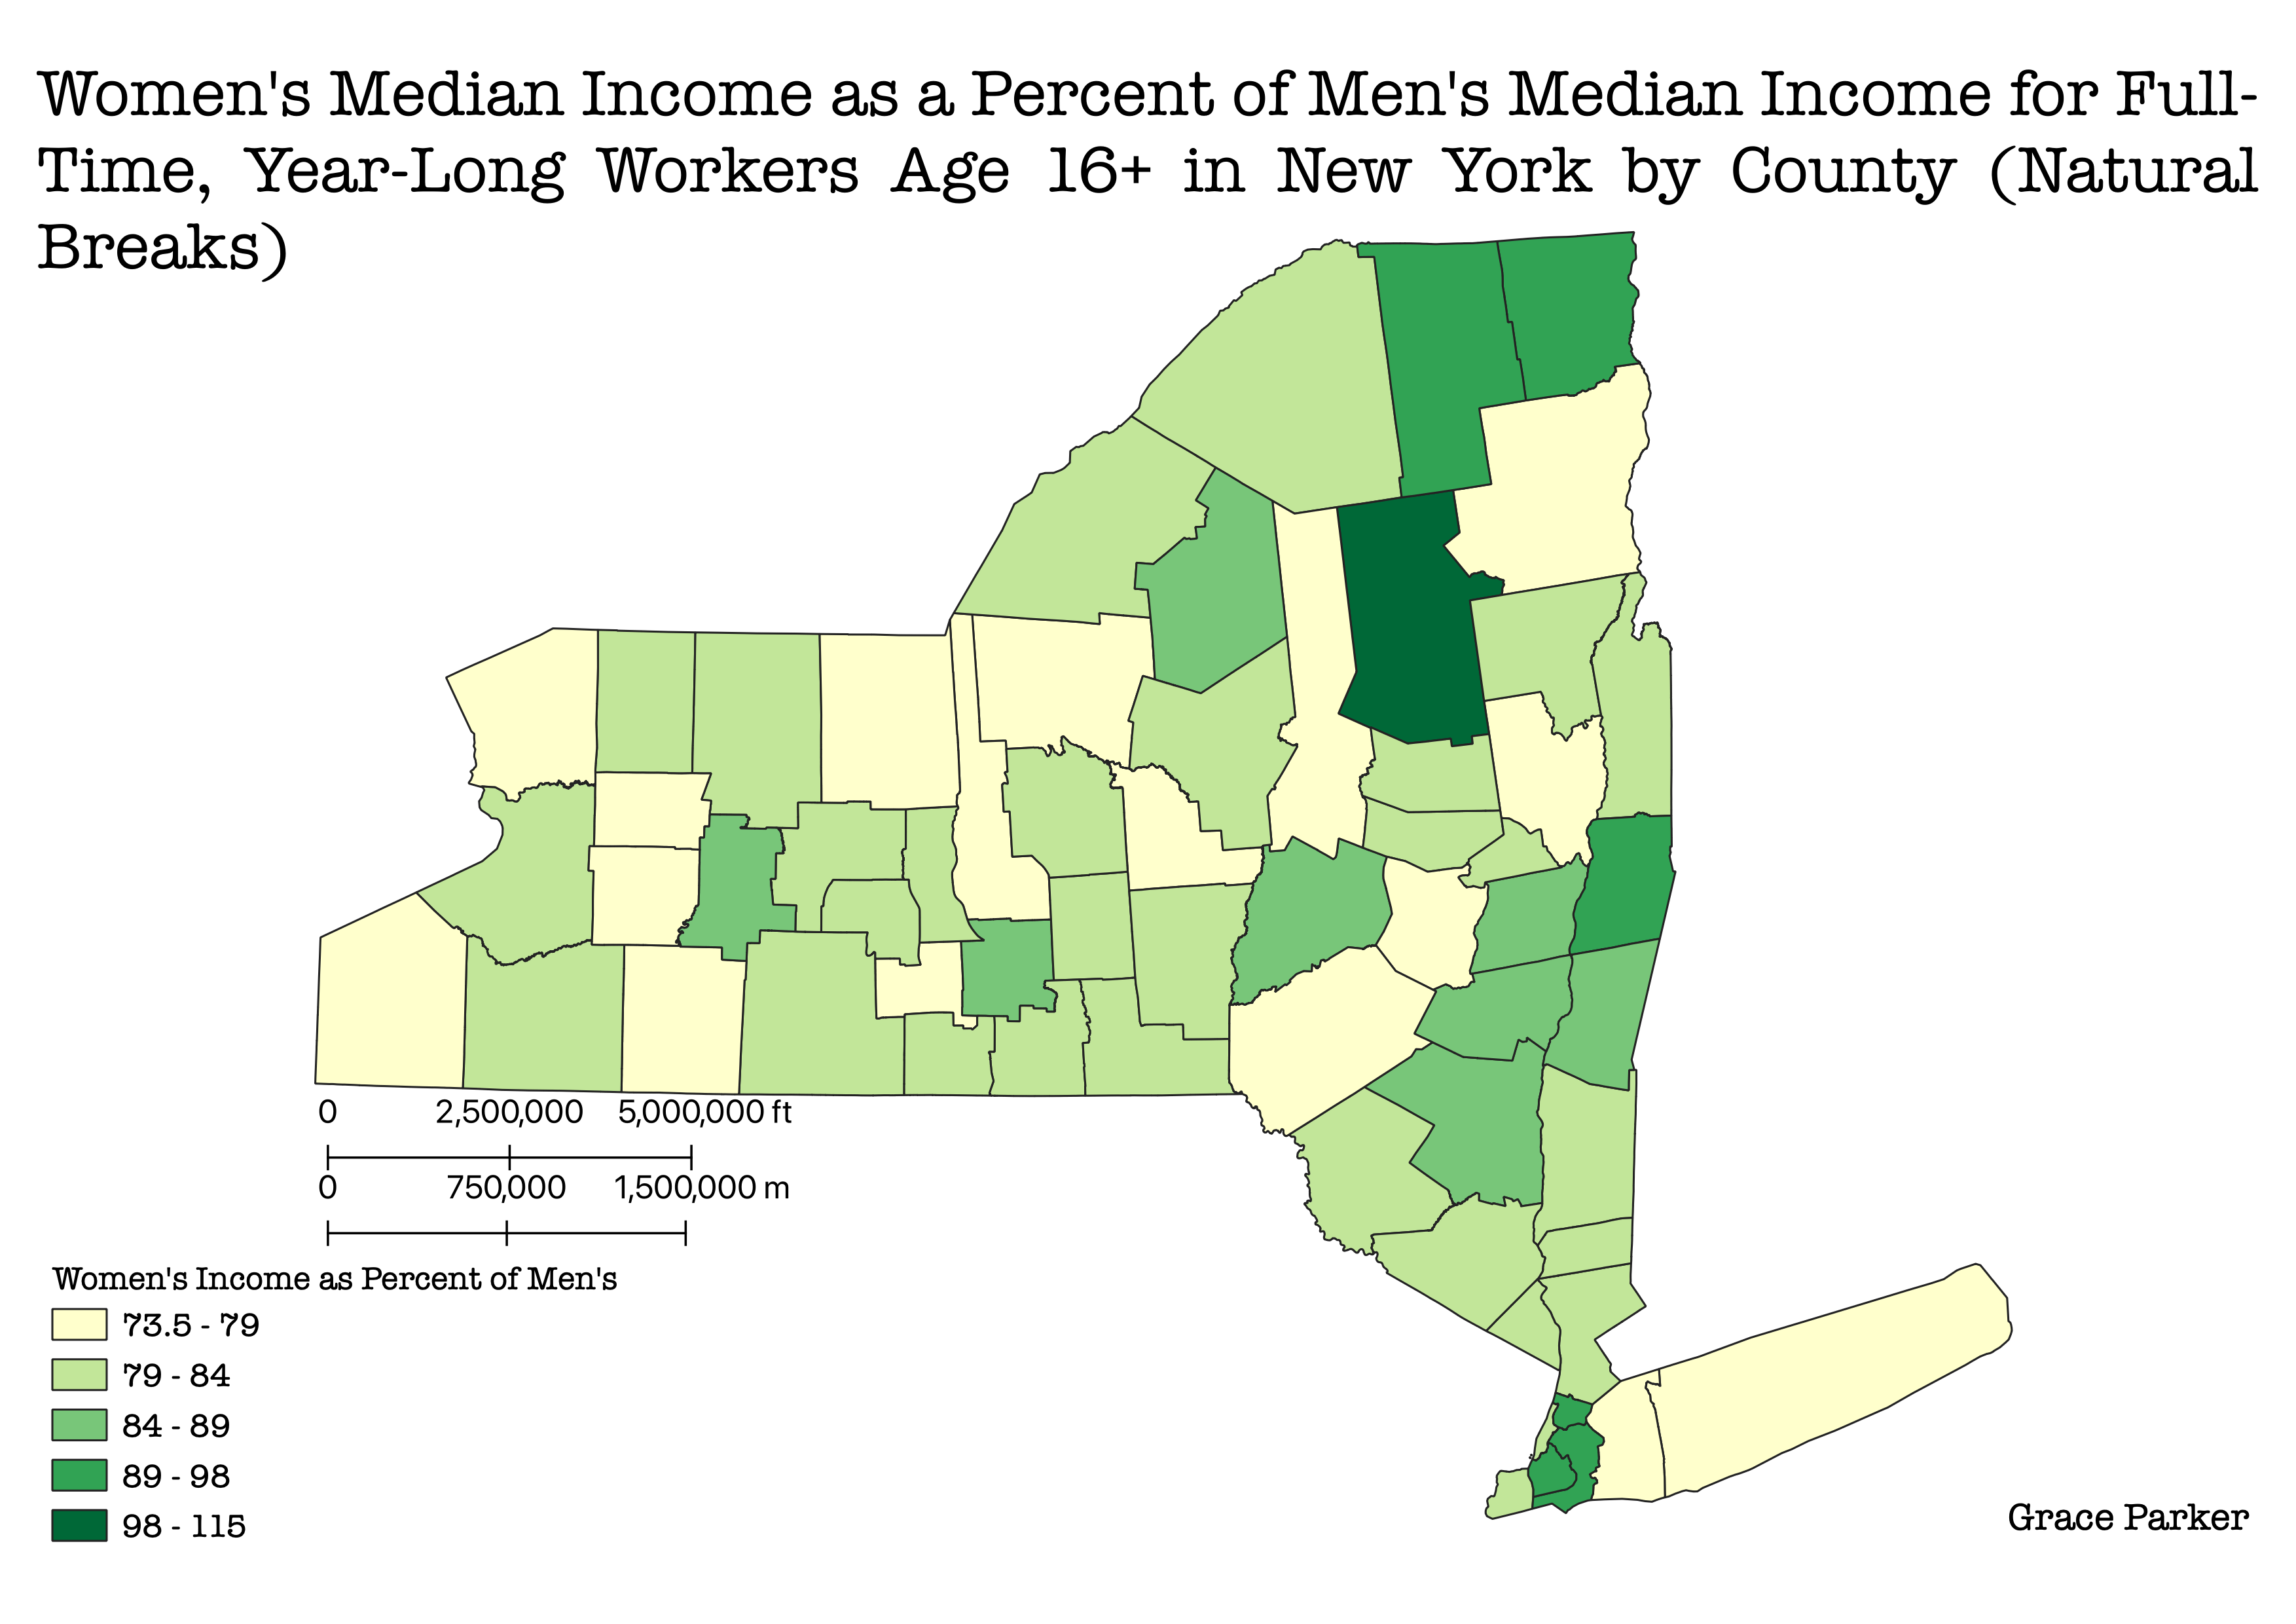 Women's Median Income as a Percent of Men's Median Income for Full-
Time, Year-Long Workers Age 16+ in New York by County (Natural
Breaks)
0 2,500,000 5,000,000 ft
0 750,000 1,500,000 m
Women's Income as Percent of Men's
73.5 - 79
79 - 84
84 - 89
89 - 98
98 - 115
Grace Parker